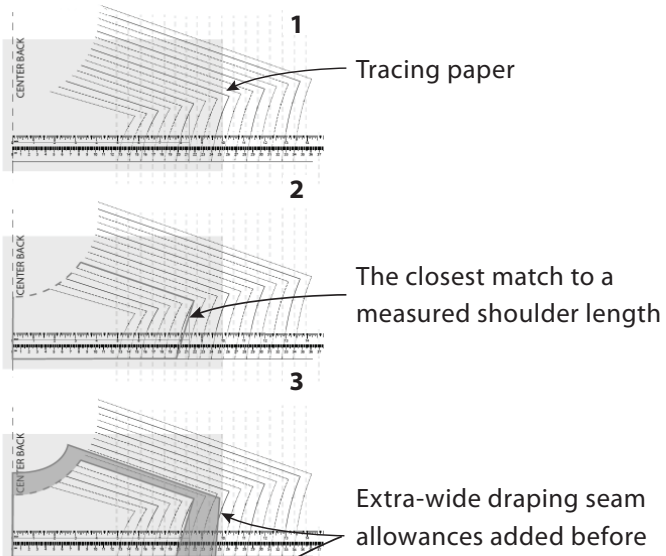 1
CENTER BACK
Tracing paper
2
CENTER BACK
The closest match to a
measured shoulder length
3
CENTER BACK
Extra-wide draping seam
allowances added before